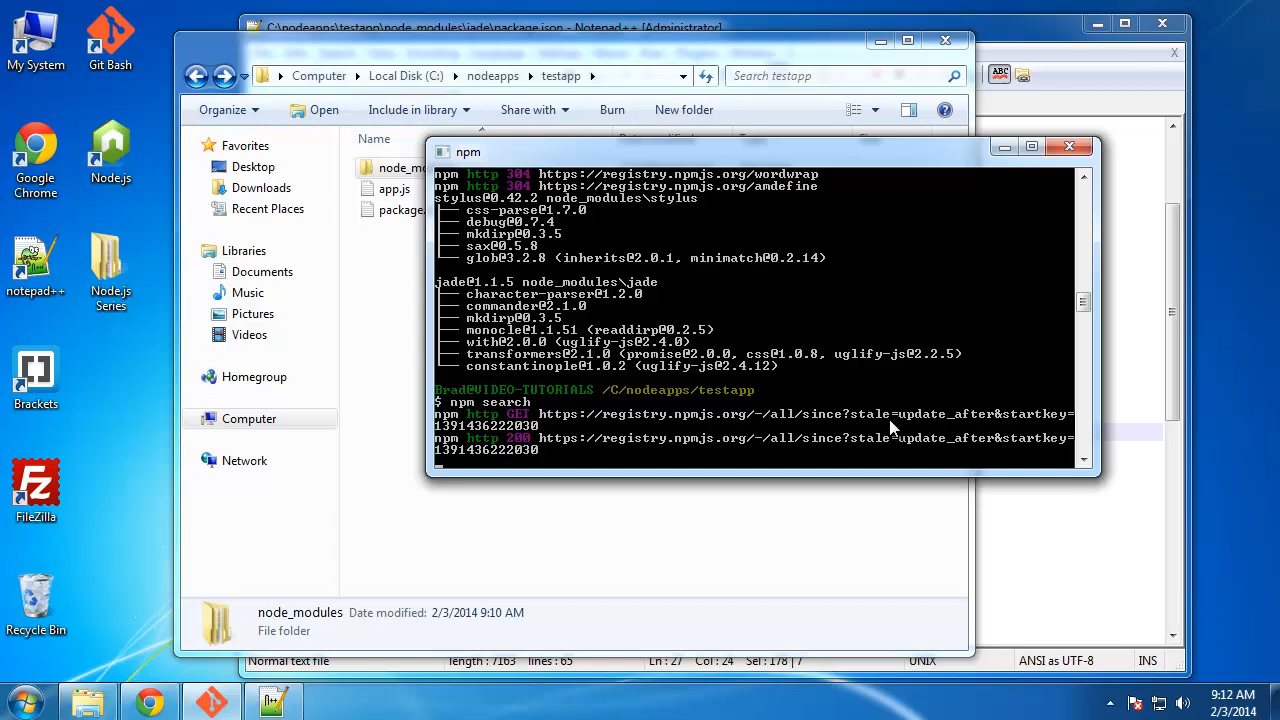 My System
Git Bash
Google
Chrome
Node.js
notepad++
Node.js
Series
Brackets
FileZilla
Recycle Bin
C:\nodeapps\testapp\node_modules\jade\package.json - Notepad++ [Administrator]
X
ABC
Computer
Local Disk (C:)
nodeapps
testapp
Search testapp
Organize
Open
Include in library
Share with
Burn
New folder
Name
Favorites
Desktop
Downloads
Recent Places
Libraries
Documents
Music
Pictures
Videos
Homegroup
Computer
Network
node_mo
app.js
package.
npm
npm http 304 https://registry.npmjs.org/wordwrap
npm http 304 https://registry.npmjs.org/amdefine
stylus@0.42.2 node_modules\stylus
├── css-parse@1.7.0
├── debug@0.7.4
├── mkdirp@0.3.5
├── sax@0.5.8
└── glob@3.2.8 (inherits@2.0.1, minimatch@0.2.14)
jade@1.1.5 node_modules\jade
├── character-parser@1.2.0
├── commander@2.1.0
├── mkdirp@0.3.5
├── monocle@1.1.51 (readdirp@0.2.5)
├── with@2.0.0 (uglify-js@2.4.0)
├── transformers@2.1.0 (promise@2.0.0, css@1.0.8, uglify-js@2.2.5)
└── constantinople@1.0.2 (uglify-js@2.4.12)
Brad@VIDEO-TUTORIALS /C/nodeapps/testapp
$ npm search
npm http GET https://registry.npmjs.org/-/all/since?stale=update_after&startkey=
1391436222030
npm http 200 https://registry.npmjs.org/-/all/since?stale=update_after&startkey=
1391436222030
node_modules
Date modified: 2/3/2014 9:10 AM
File folder
Normal text file
length : 7163
lines : 65
Ln : 27
Col : 24
Sel : 178 | 7
UNIX
ANSI as UTF-8
INS
9:12 AM
2/3/2014